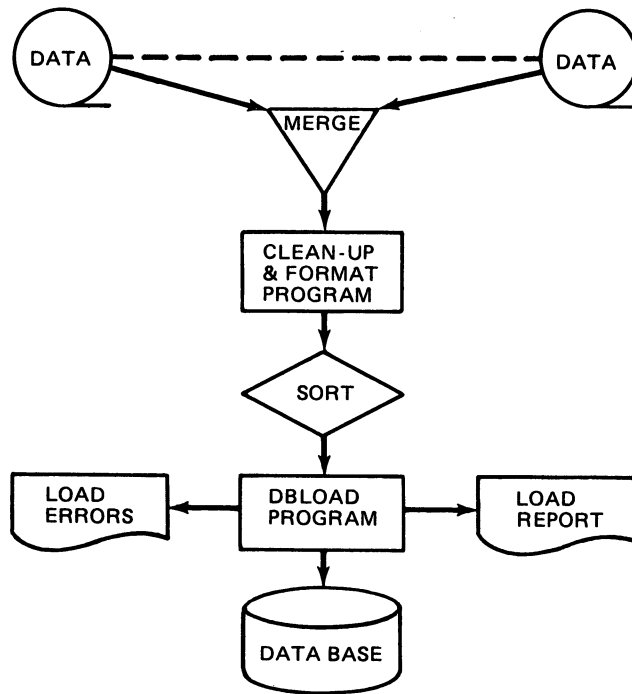 DATA
DATA
MERGE
CLEAN-UP
& FORMAT
PROGRAM
SORT
LOAD
ERRORS
DBLOAD
PROGRAM
LOAD
REPORT
DATA BASE